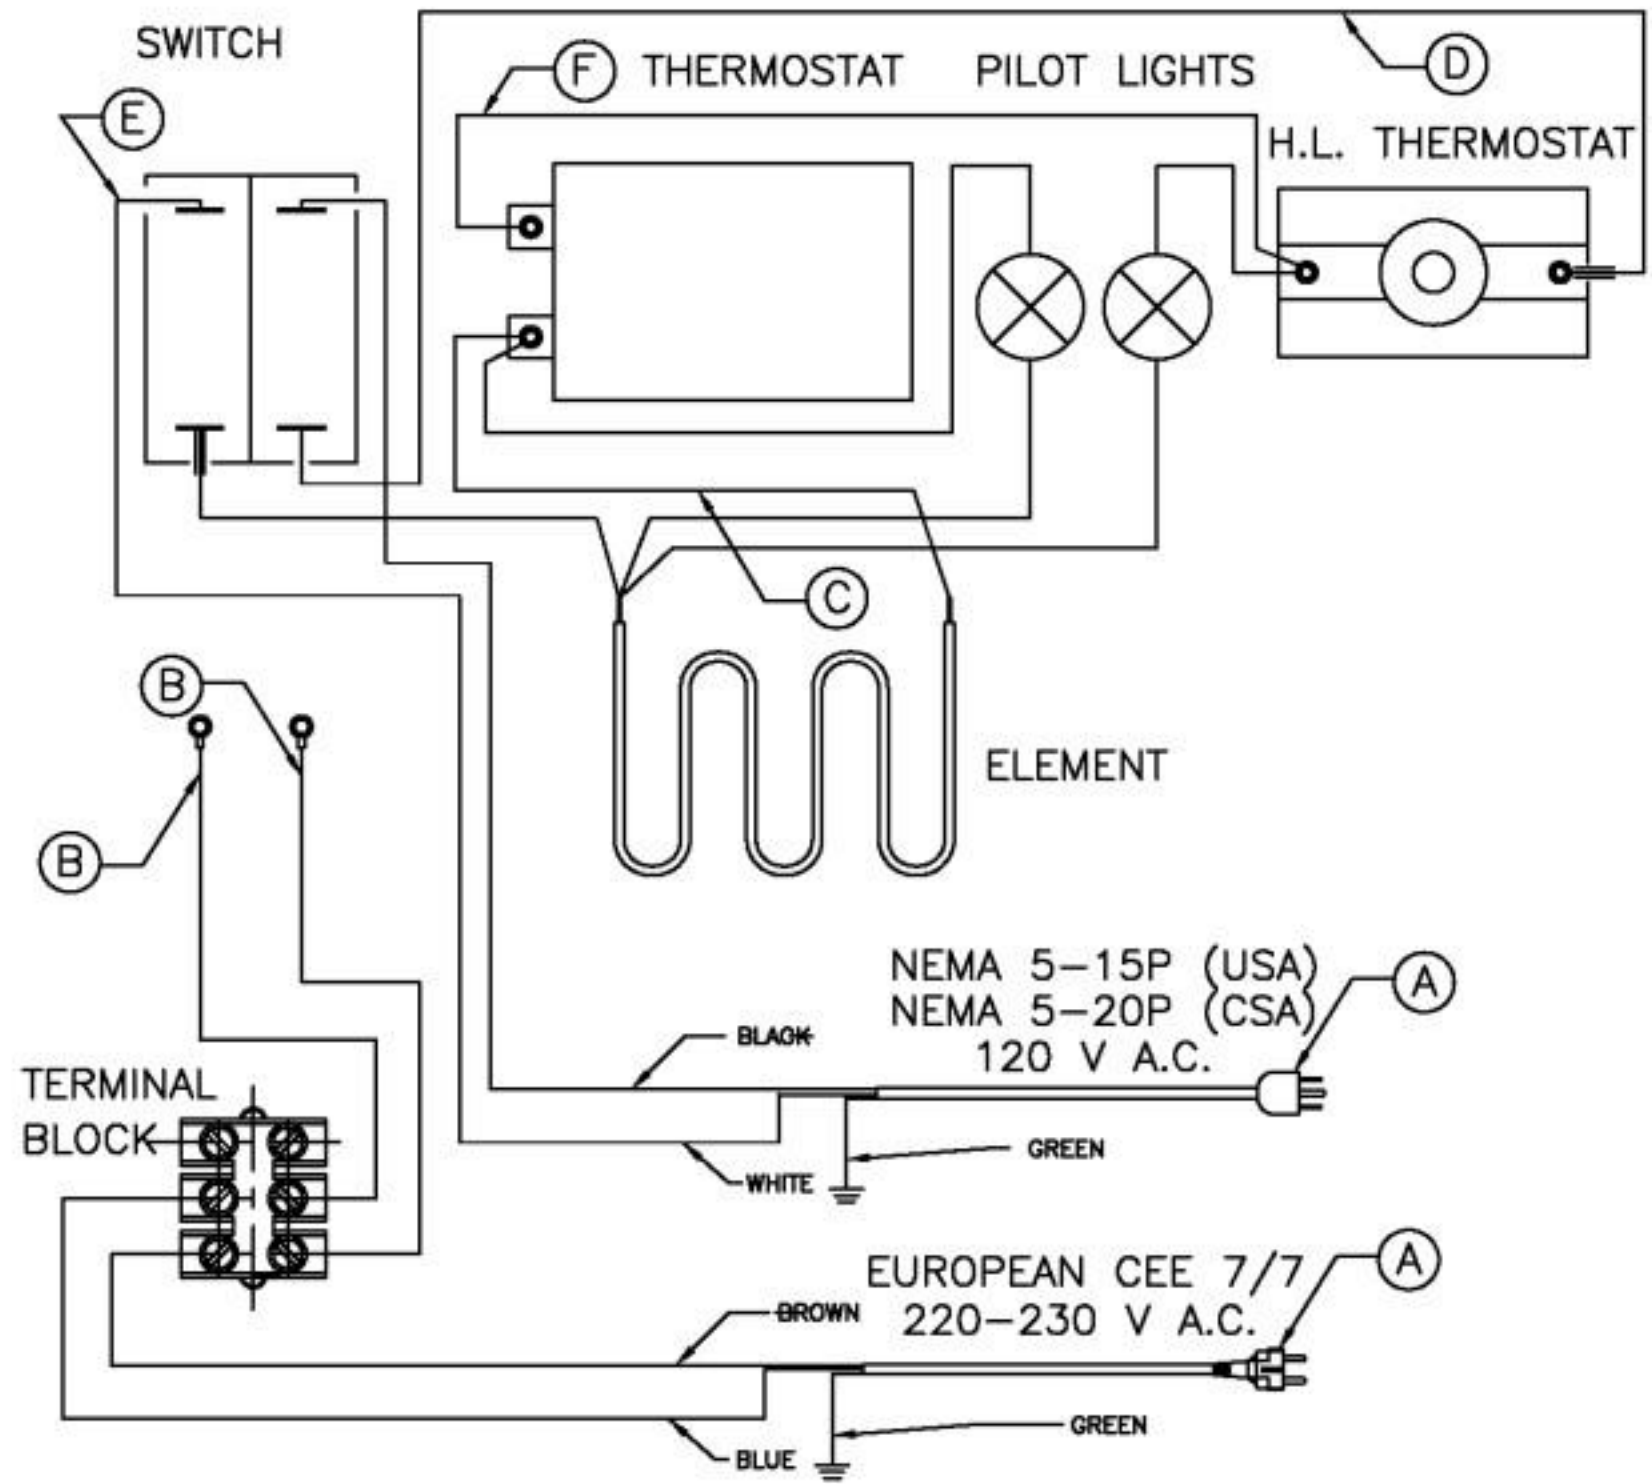 SWITCH
E
F THERMOSTAT PILOT LIGHTS D
H.L. THERMOSTAT
C
B
ELEMENT
B
NEMA 5-15P (USA)
NEMA 5-20P (CSA)
120 V A.C.
A
BLACK
TERMINAL
BLOCK
GREEN
WHITE
EUROPEAN CEE 7/7
220-230 V A.C.
A
BROWN
GREEN
BLUE